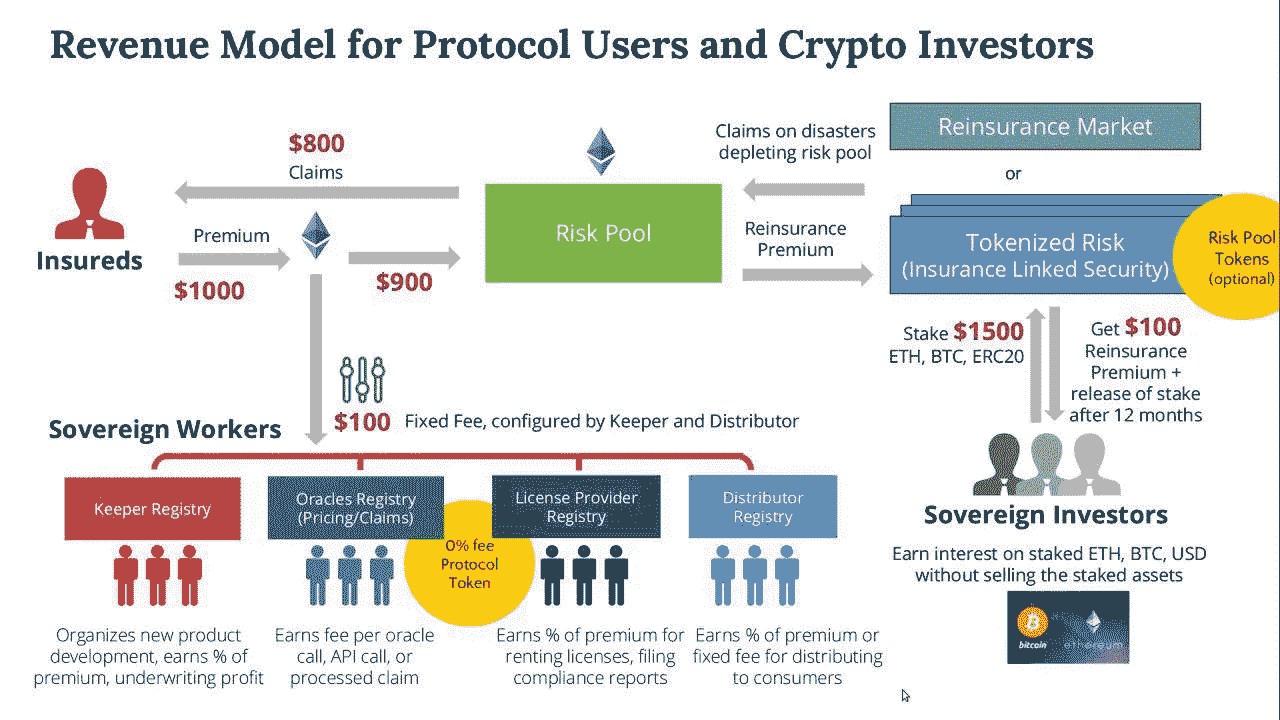 Revenue Model for Protocol Users and Crypto Investors
$800
Claims
Insureds
Premium
$1000
$900
Risk Pool
Claims on disasters
depleting risk pool
Reinsurance
Premium
Reinsurance Market
or
Tokenized Risk
(Insurance Linked Security)
Risk Pool
Tokens
(optional)
Stake $1500
ETH, BTC, ERC20
Get $100
Reinsurance
Premium +
release of stake
after 12 months
$100 Fixed Fee, configured by Keeper and Distributor
Sovereign Workers
Keeper Registry
Oracles Registry
(Pricing/Claims)
0% fee
Protocol
Token
License Provider
Registry
Distributor
Registry
Organizes new product
development, earns % of
premium, underwriting profit
Earns fee per oracle
call, API call, or
processed claim
Earns % of premium for
renting licenses, filing
compliance reports
Earns % of premium or
fixed fee for distributing
to consumers
Sovereign Investors
Earn interest on staked ETH, BTC, USD
without selling the staked assets
bitcoin
ethereum